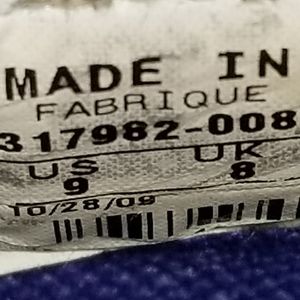 MADE IN
FABRIQUE
317982-008
US UK
9 8
10/28/09